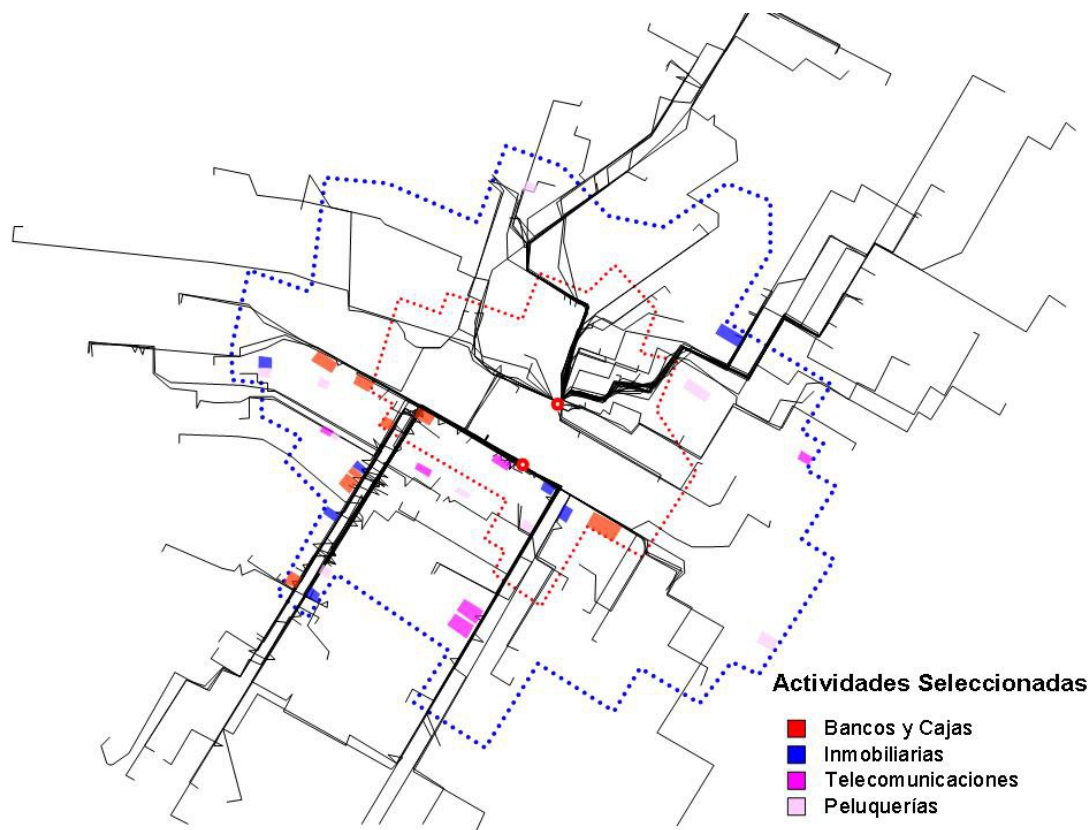 Actividades Seleccionadas
Bancos y Cajas
Inmobiliarias
Telecomunicaciones
Peluquerías